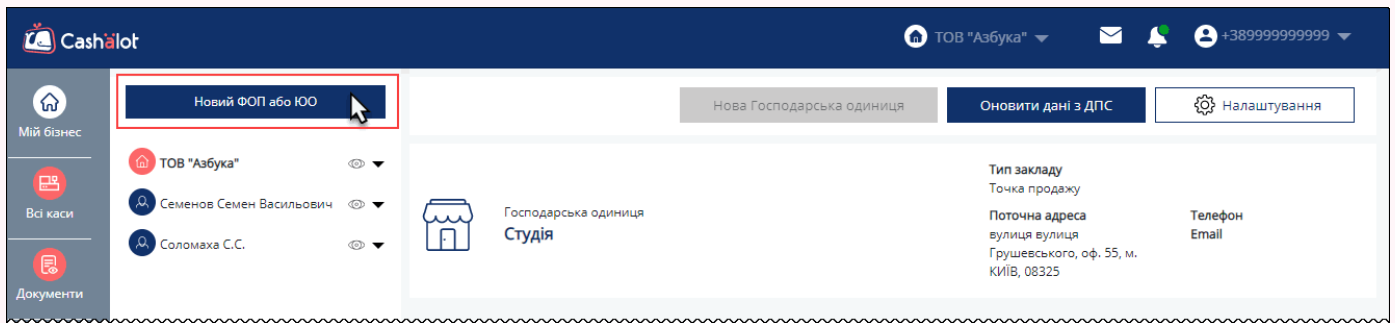 Cashälot
ТОВ "Азбука"
+389999999999
Мій бізнес
Всі каси
Документи
Новий ФОП або ЮО
ТОВ "Азбука"
Семенов Семен Васильович
Соломаха С.С.
Нова Господарська одиниця
Оновити дані з ДПС
Налаштування
Господарська одиниця
Студія
Тип закладу
Точка продажу
Поточна адреса
вулиця вулиця
Грушевського, оф. 55, м.
КИЇВ, 08325
Телефон
Email